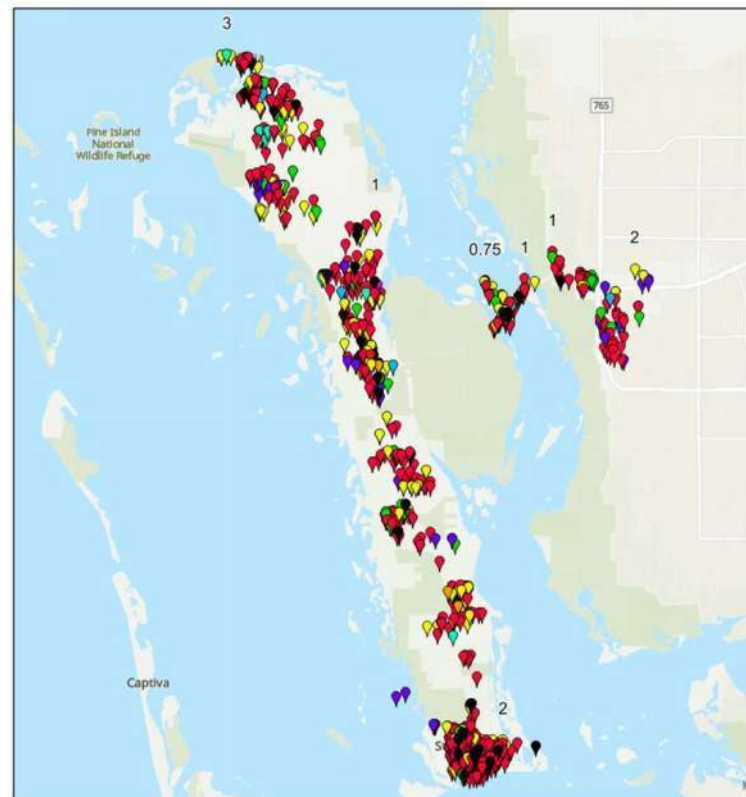 3
765
Pine Island
National
Wildlife Refuge
1
1
2
0.75
1
Captiva
2